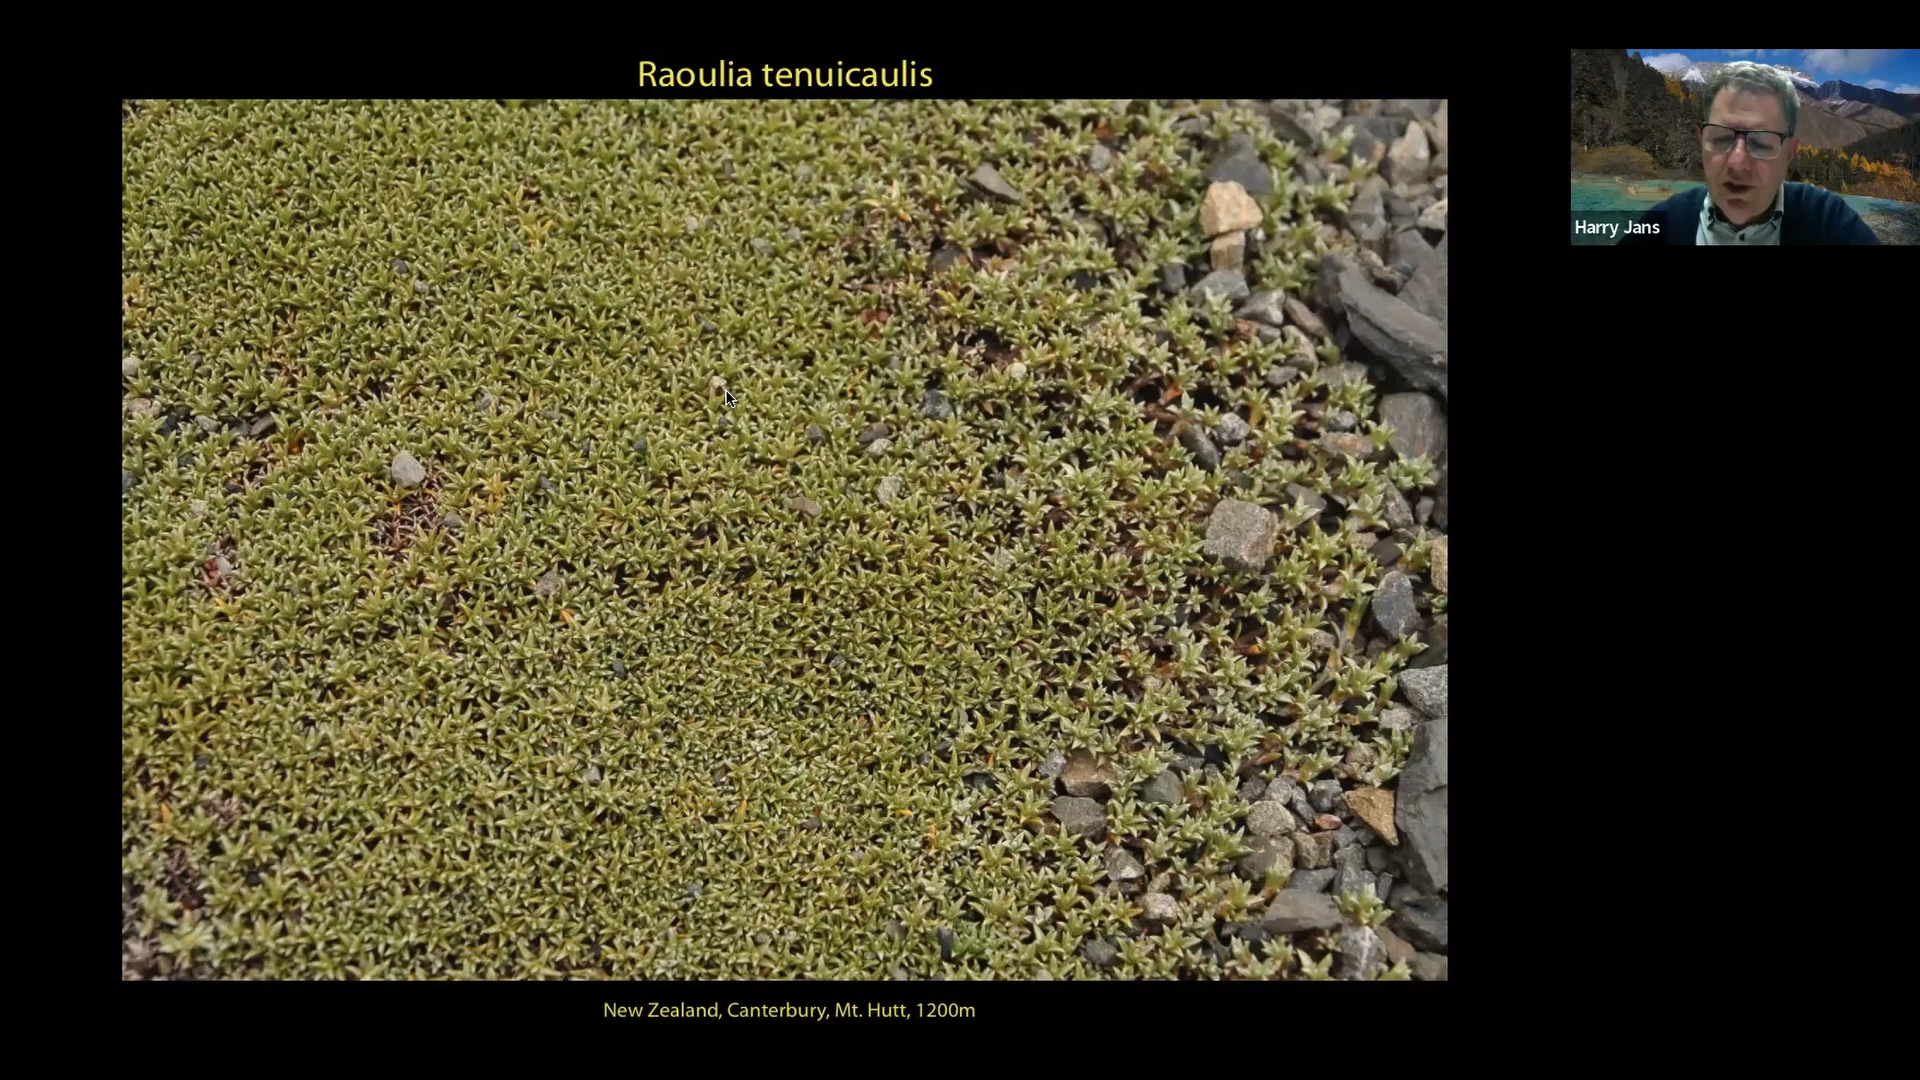 Raoulia tenuicaulis
Harry Jans
New Zealand, Canterbury, Mt. Hutt, 1200m